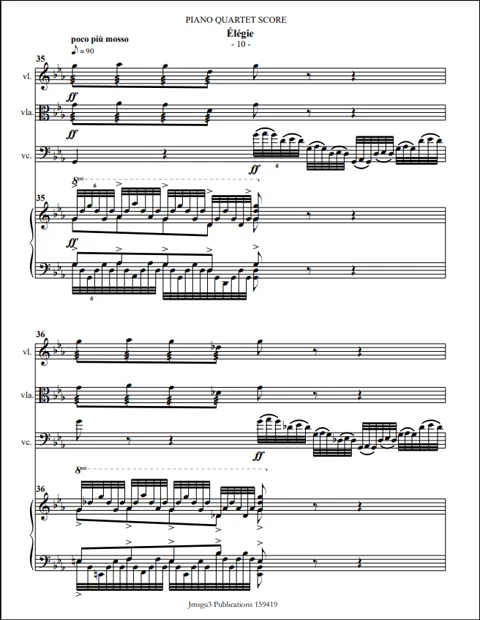 PIANO QUARTET SCORE
Élégie
- 10 -
poco più mosso
♪ = 90
35
vl.
ff
vla.
ff
vc.
ff
35
8va
6
6
ff
6
36
vl.
vla.
vc.
ff
36
8va
Jmsgu3 Publications 159419